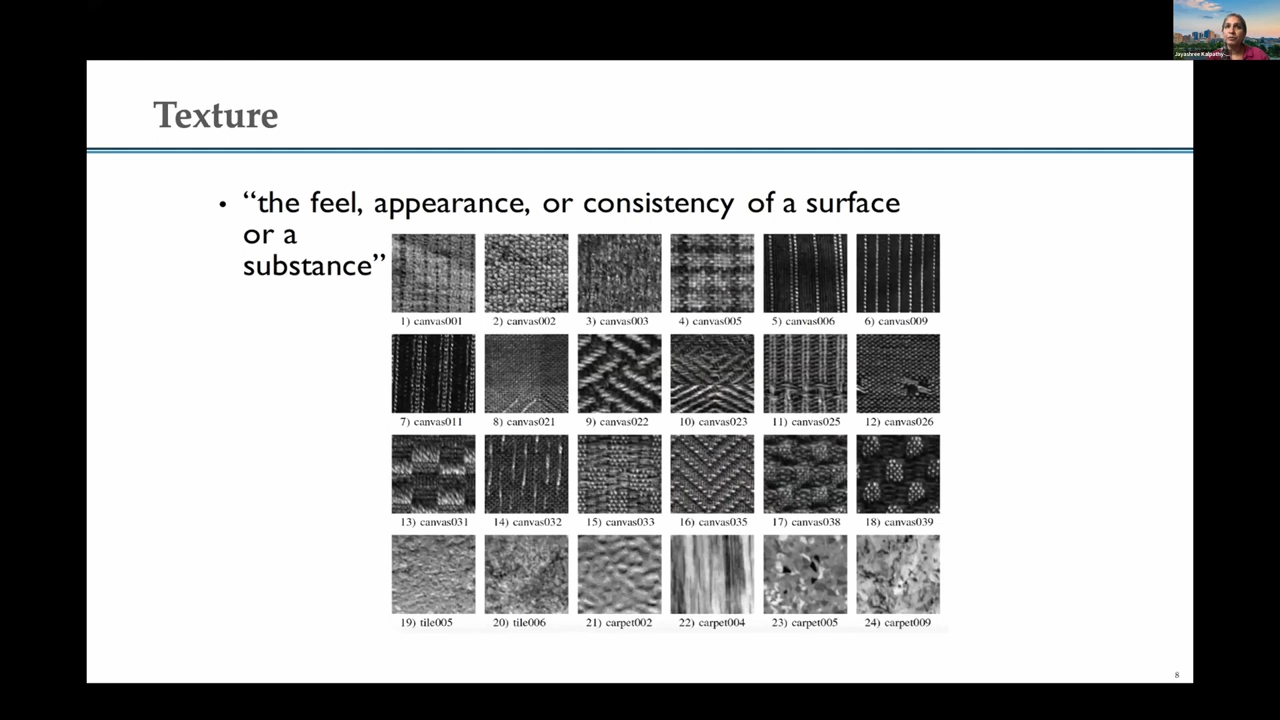 Jayashree Kalpathy-...
Texture
• “the feel, appearance, or consistency of a surface
or a
substance”
1) canvas001 2) canvas002 3) canvas003 4) canvas005 5) canvas006 6) canvas009
7) canvas011 8) canvas021 9) canvas022 10) canvas023 11) canvas025 12) canvas026
13) canvas031 14) canvas032 15) canvas033 16) canvas035 17) canvas038 18) canvas039
19) tile005 20) tile006 21) carpet002 22) carpet004 23) carpet005 24) carpet009
8